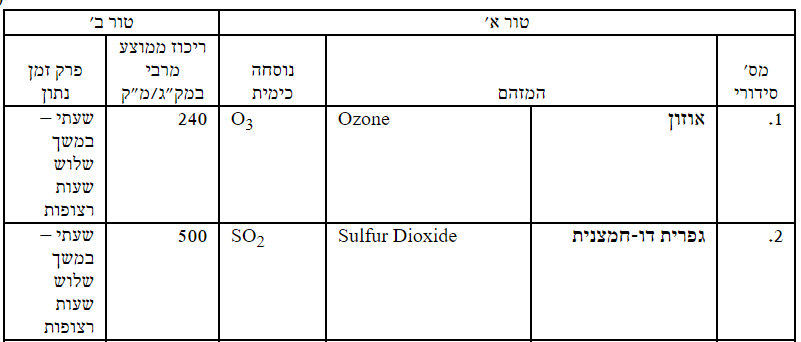 טור א׳
טור ב׳
מס׳
סידורי
המזהם
נוסחה
כימית
ריכוז ממוצע
מרבי
במק"ג/מ"ק
פרק זמן
נתון
1.
אוזון
Ozone
O3
240
שעתי –
במשך
שלוש
שעות
רצופות
2.
גפרית דו-חמצנית
Sulfur Dioxide
SO2
500
שעתי –
במשך
שלוש
שעות
רצופות